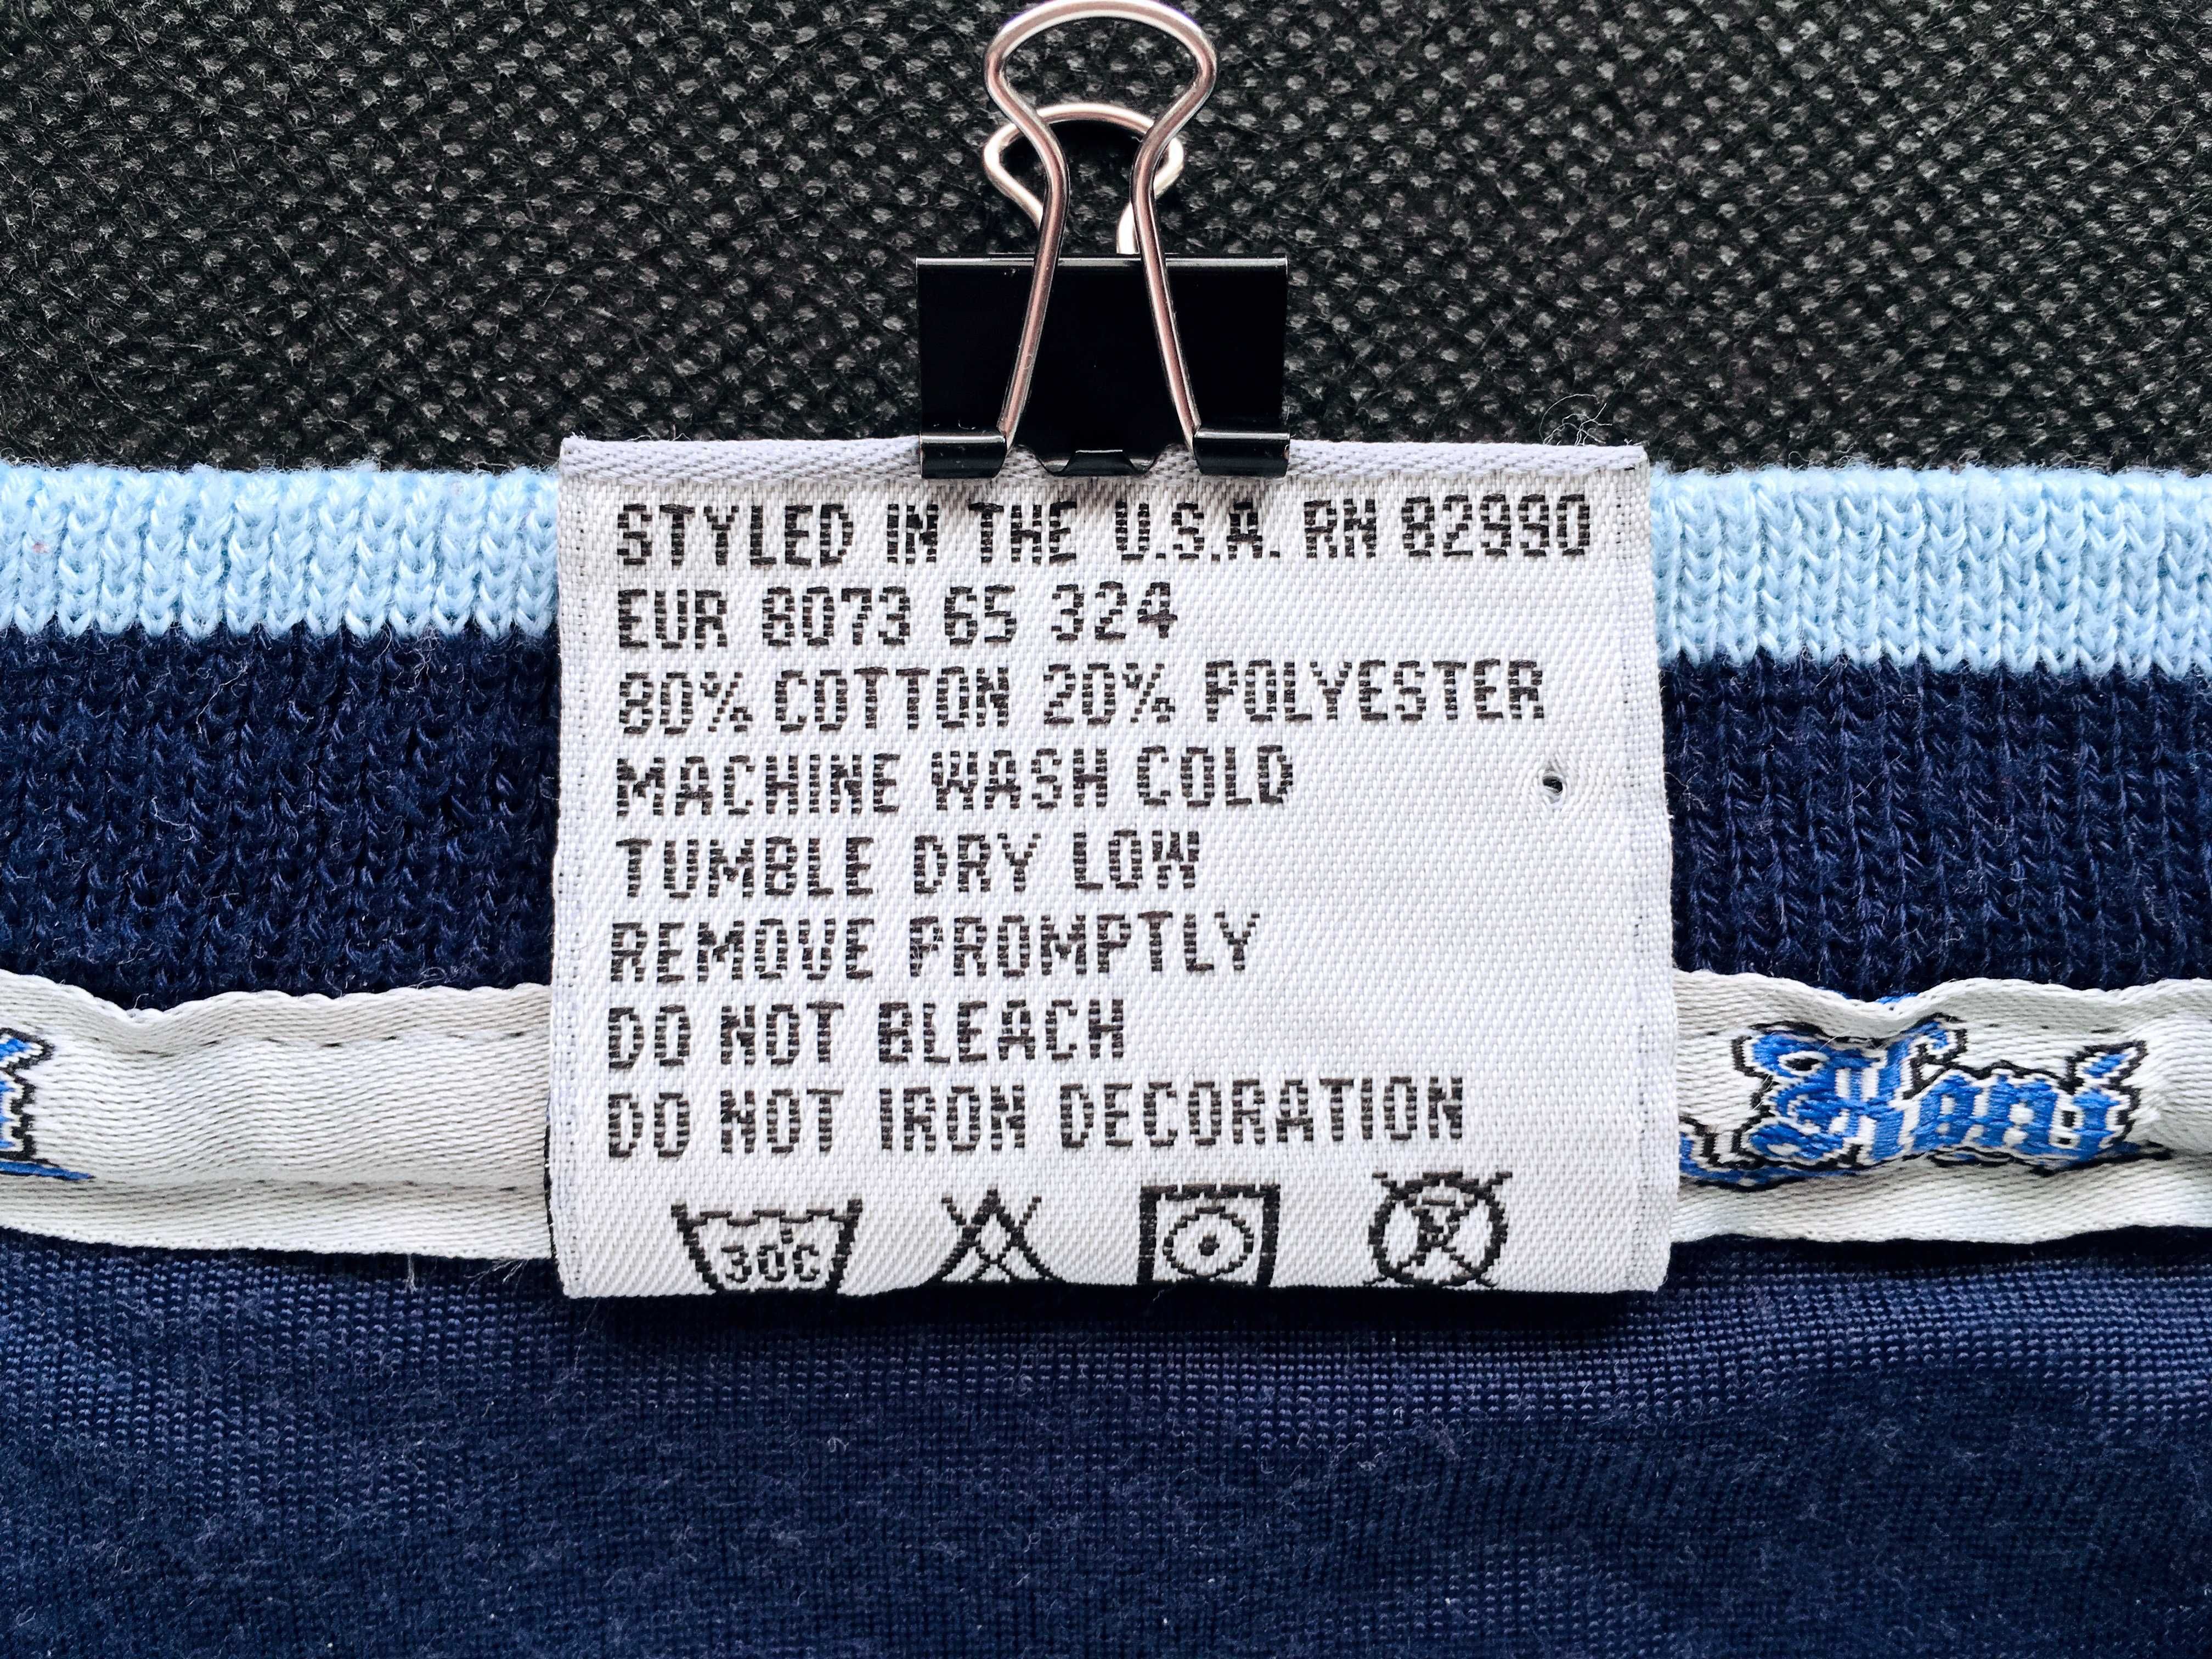 STYLED IN THE U.S.A. RN 82990
EUR 8073 65 324
80% COTTON 20% POLYESTER
MACHINE WASH COLD
TUMBLE DRY LOW
REMOVE PROMPTLY
DO NOT BLEACH
DO NOT IRON DECORATION
30C